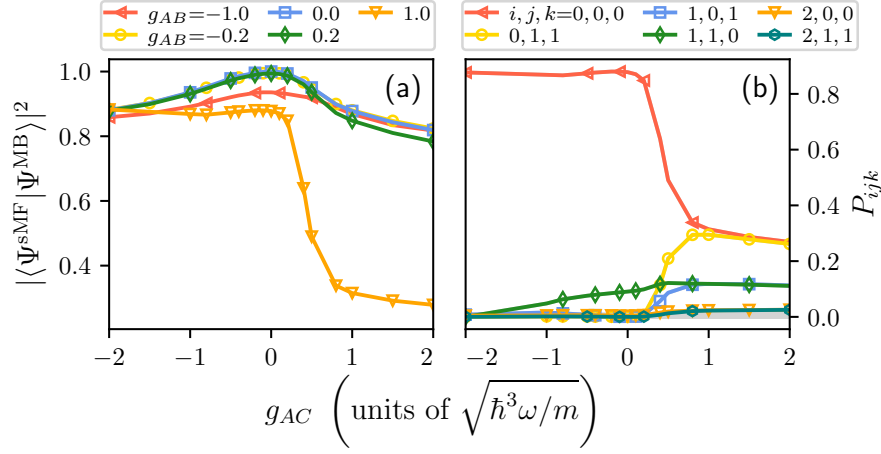 g_{AB}=−1.0 0.0 1.0
g_{AB}=−0.2 0.2
i, j, k=0, 0, 0 1, 0, 1 2, 0, 0
0, 1, 1 1, 1, 0 2, 1, 1
(a)
(b)
|⟨Ψ^{sMF}|Ψ^{MB}⟩|²
1.0
0.8
0.6
0.4
−2 −1 0 1 2
P_{ijk}
0.8
0.6
0.4
0.2
0.0
−2 −1 0 1 2
g_{AC} (units of √ħ³ω/m)